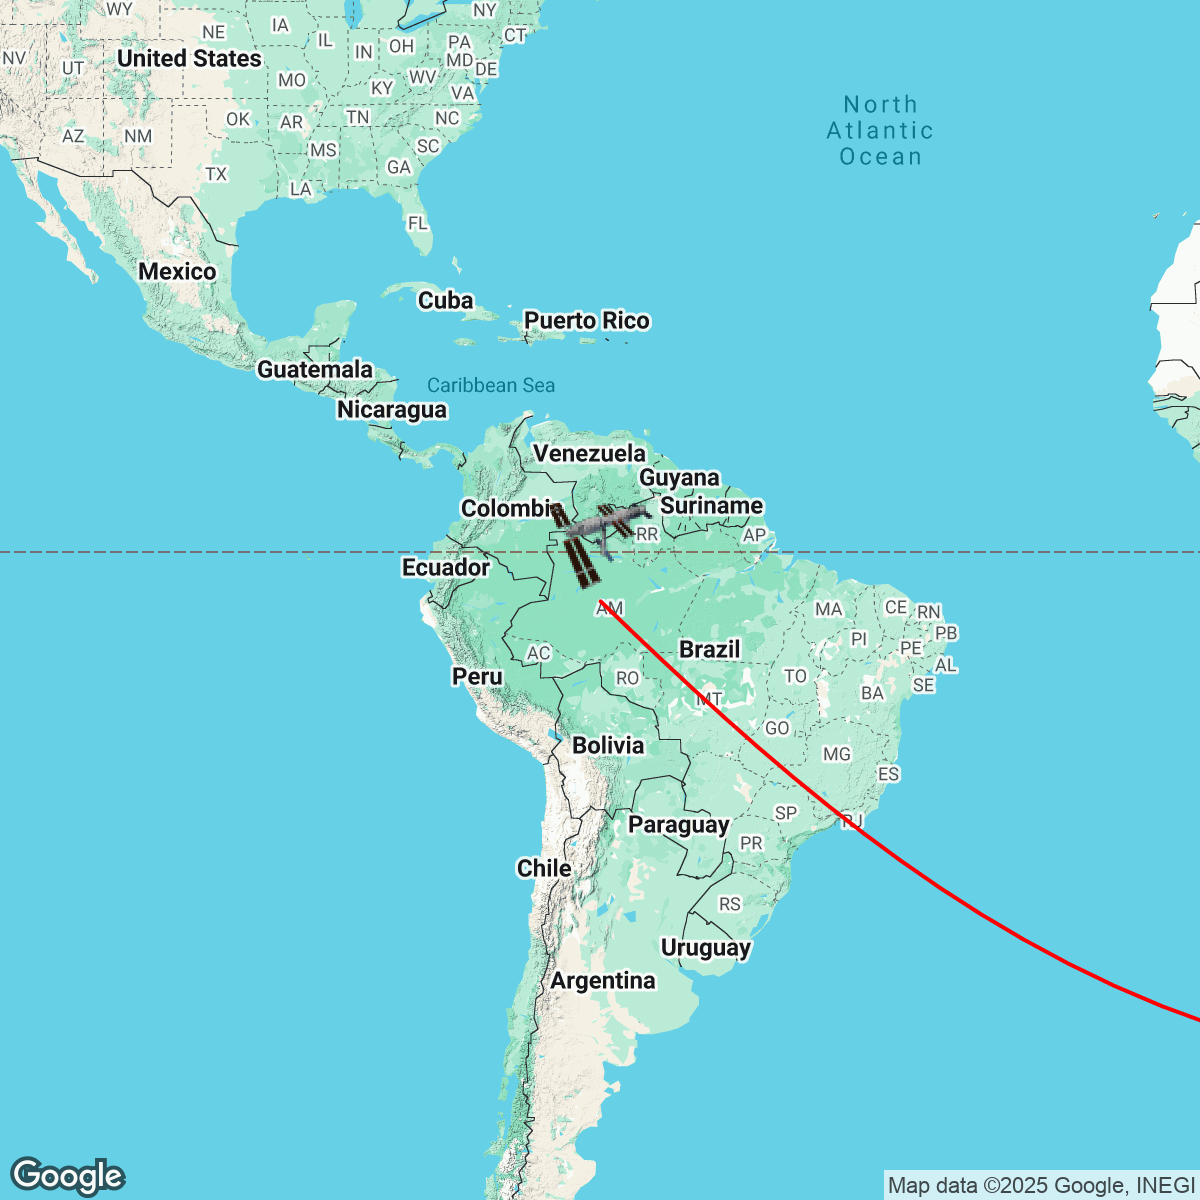 WY
NY
IA
NE
IL
IN
OH
PA
CT
NV
UT
United States
MO
KY
WV
MD
DE
VA
OK
AR
TN
NC
AZ
NM
MS
SC
GA
TX
LA
FL
North
Atlantic
Ocean
Mexico
Cuba
Puerto Rico
Guatemala
Caribbean Sea
Nicaragua
Venezuela
Guyana
Colombia
Suriname
RR
AP
Ecuador
AM
MA
CE
RN
PB
PI
PE
AL
AC
Brazil
Peru
RO
TO
SE
MT
BA
GO
Bolivia
MG
ES
SP
RJ
Paraguay
PR
Chile
RS
Uruguay
Argentina
Google
Map data ©2025 Google, INEGI